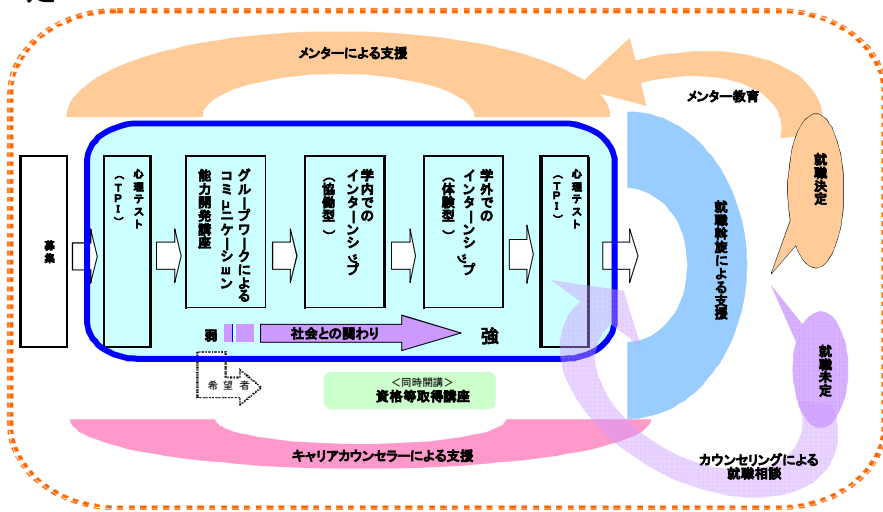 メンターによる支援
メンター教育
就職決定
募集
心理テスト
（ＴＰＩ）
グループワークによる
コミュニケーション
能力開発講座
学内での
インターンシップ
（協働型）
学外での
インターンシップ
（体験型）
心理テスト
（ＴＰＩ）
就職斡旋による支援
弱
社会との関わり
強
希望者
＜同時開講＞
資格等取得講座
就職未定
キャリアカウンセラーによる支援
カウンセリングによる
就職相談